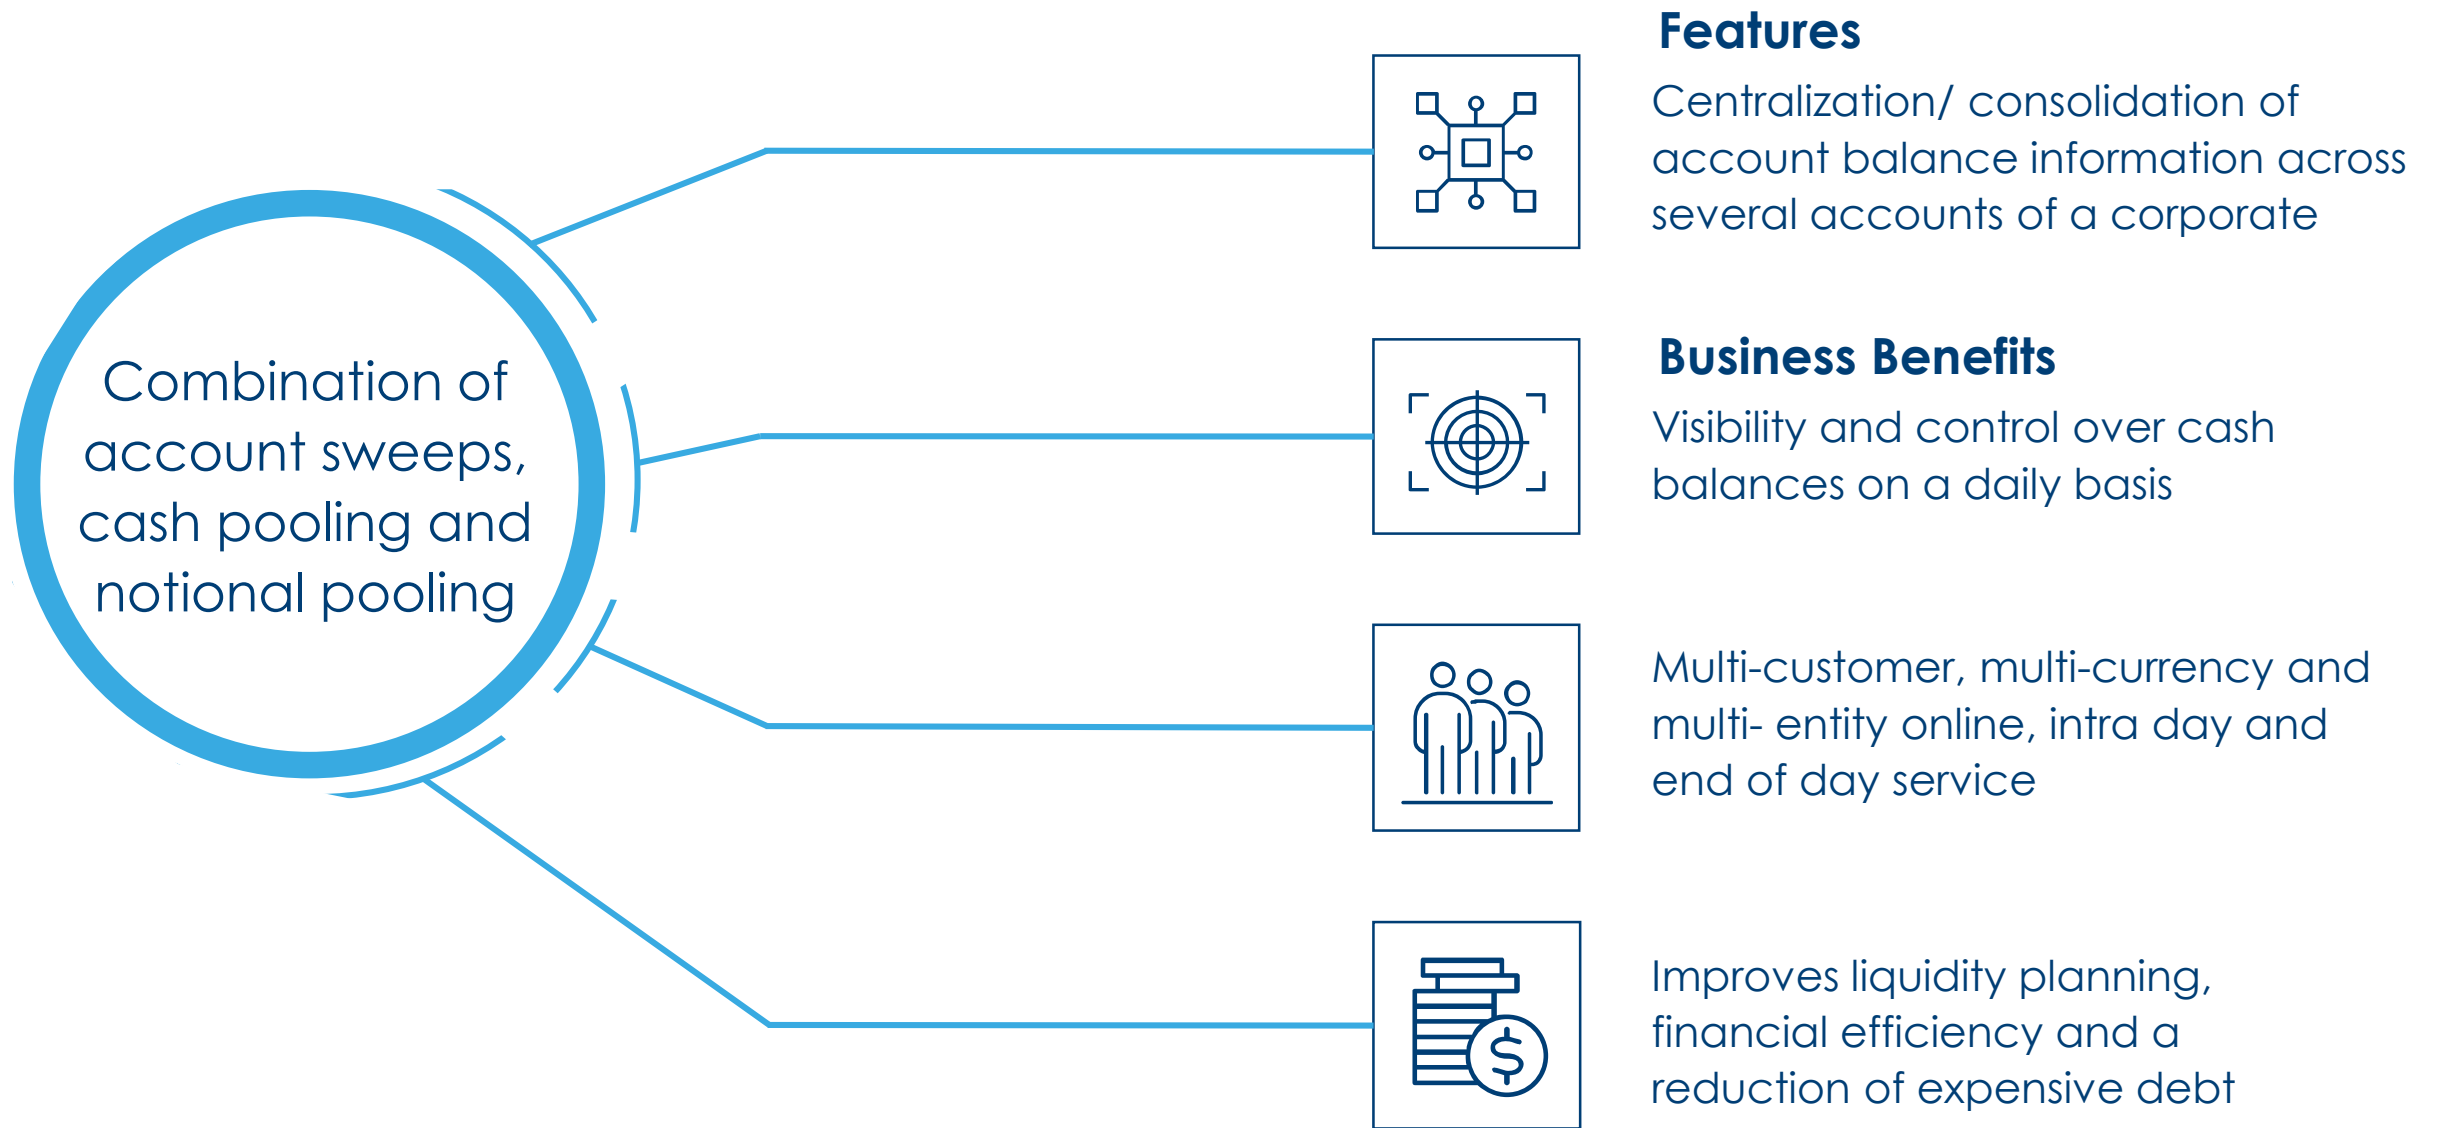 Combination of
account sweeps,
cash pooling and
notional pooling
Features
Centralization/ consolidation of
account balance information across
several accounts of a corporate
Business Benefits
Visibility and control over cash
balances on a daily basis
Multi-customer, multi-currency and
multi- entity online, intra day and
end of day service
Improves liquidity planning,
financial efficiency and a
reduction of expensive debt
$